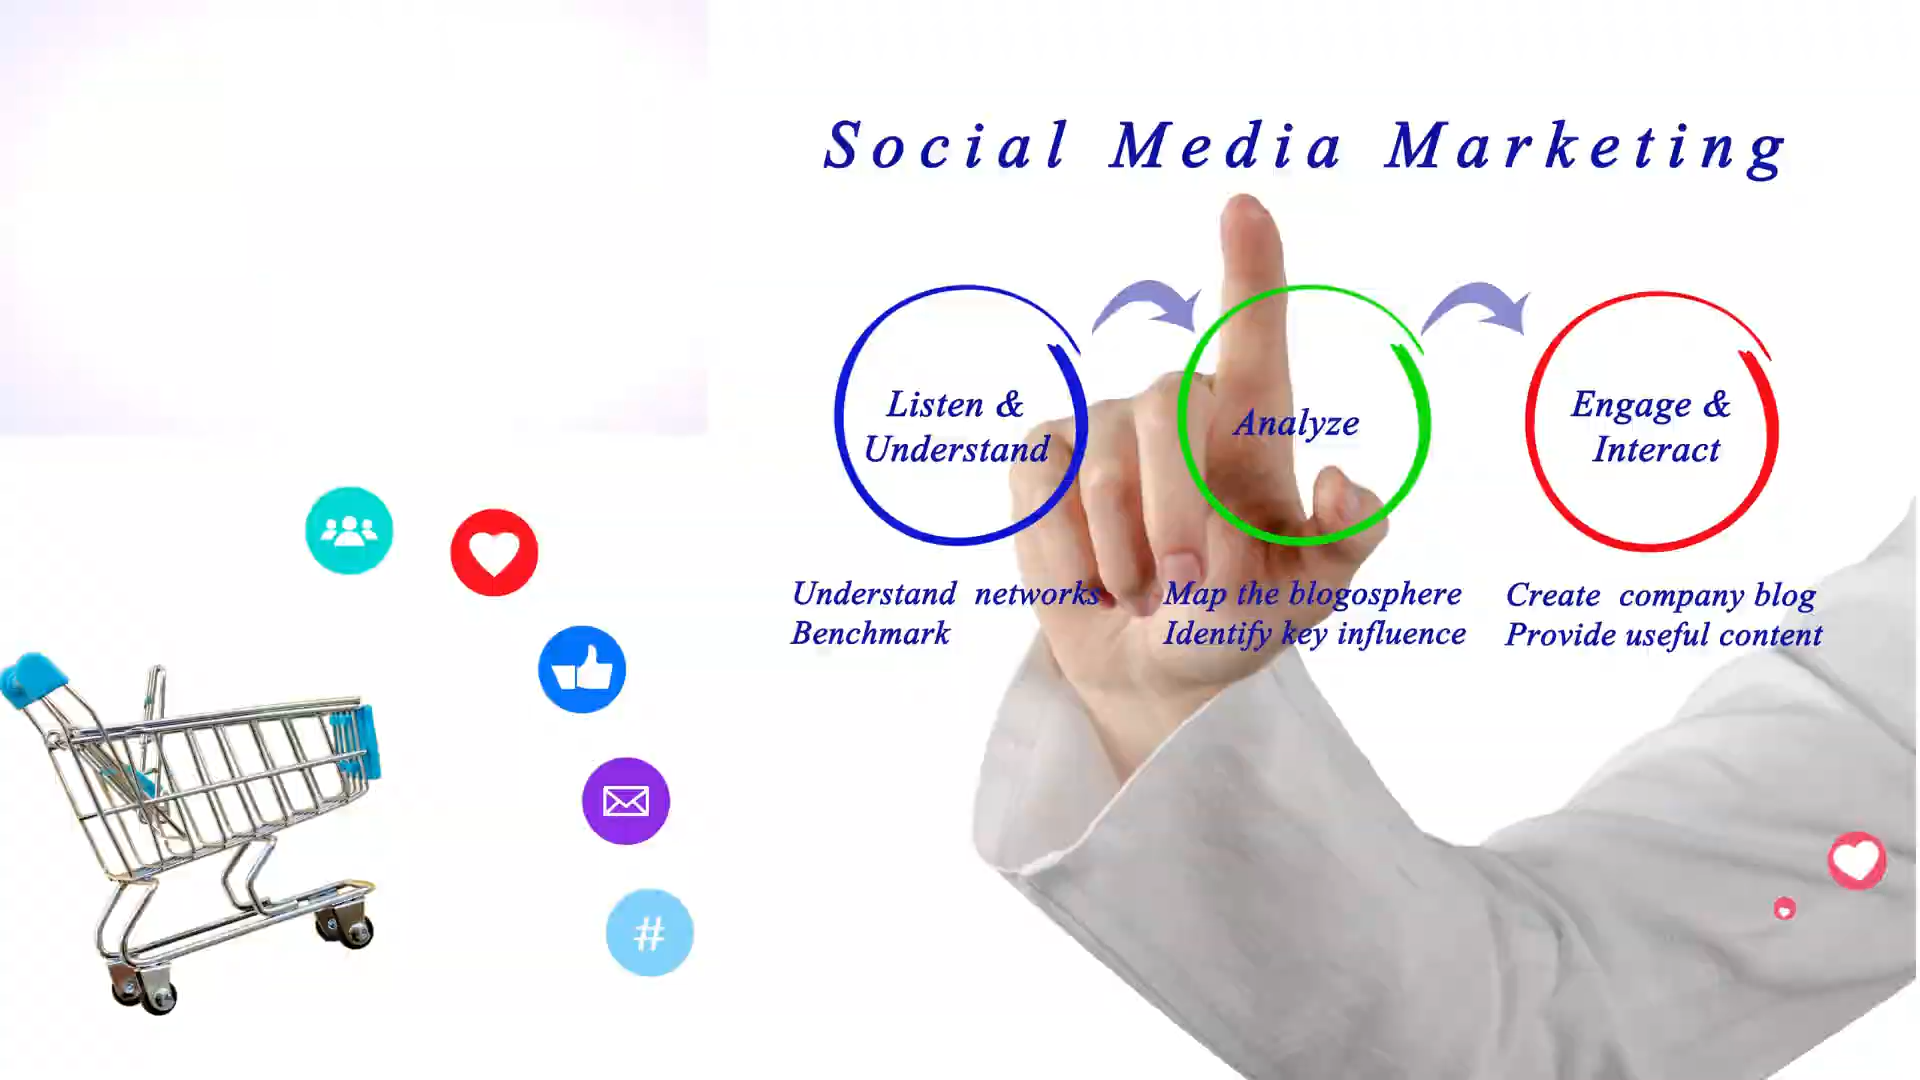 Social Media Marketing
Listen &
Understand
Analyze
Engage &
Interact
Understand networks
Benchmark
Map the blogosphere
Identify key influence
Create company blog
Provide useful content
#